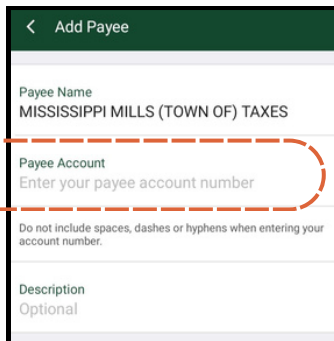 Add Payee
Payee Name
MISSISSIPPI MILLS (TOWN OF) TAXES
Payee Account
Enter your payee account number
Do not include spaces, dashes or hyphens when entering your
account number.
Description
Optional